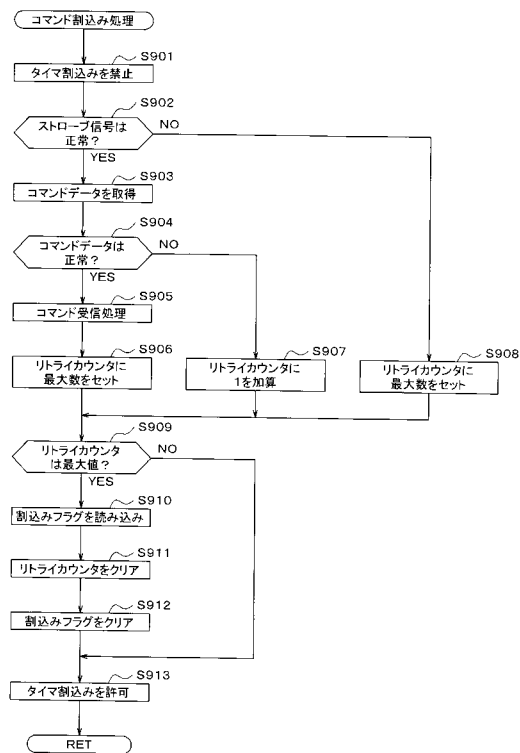 コマンド割込み処理
S901
タイマ割込みを禁止
S902
ストローブ信号は
正常?
NO
YES
S903
コマンドデータを取得
S904
コマンドデータは
正常?
NO
YES
S905
コマンド受信処理
S906
リトライカウンタに
最大数をセット
S907
リトライカウンタに
1を加算
S908
リトライカウンタに
最大数をセット
S909
リトライカウンタ
は最大値?
NO
YES
S910
割込みフラグを読み込み
S911
リトライカウンタをクリア
S912
割込みフラグをクリア
S913
タイマ割込みを許可
RET